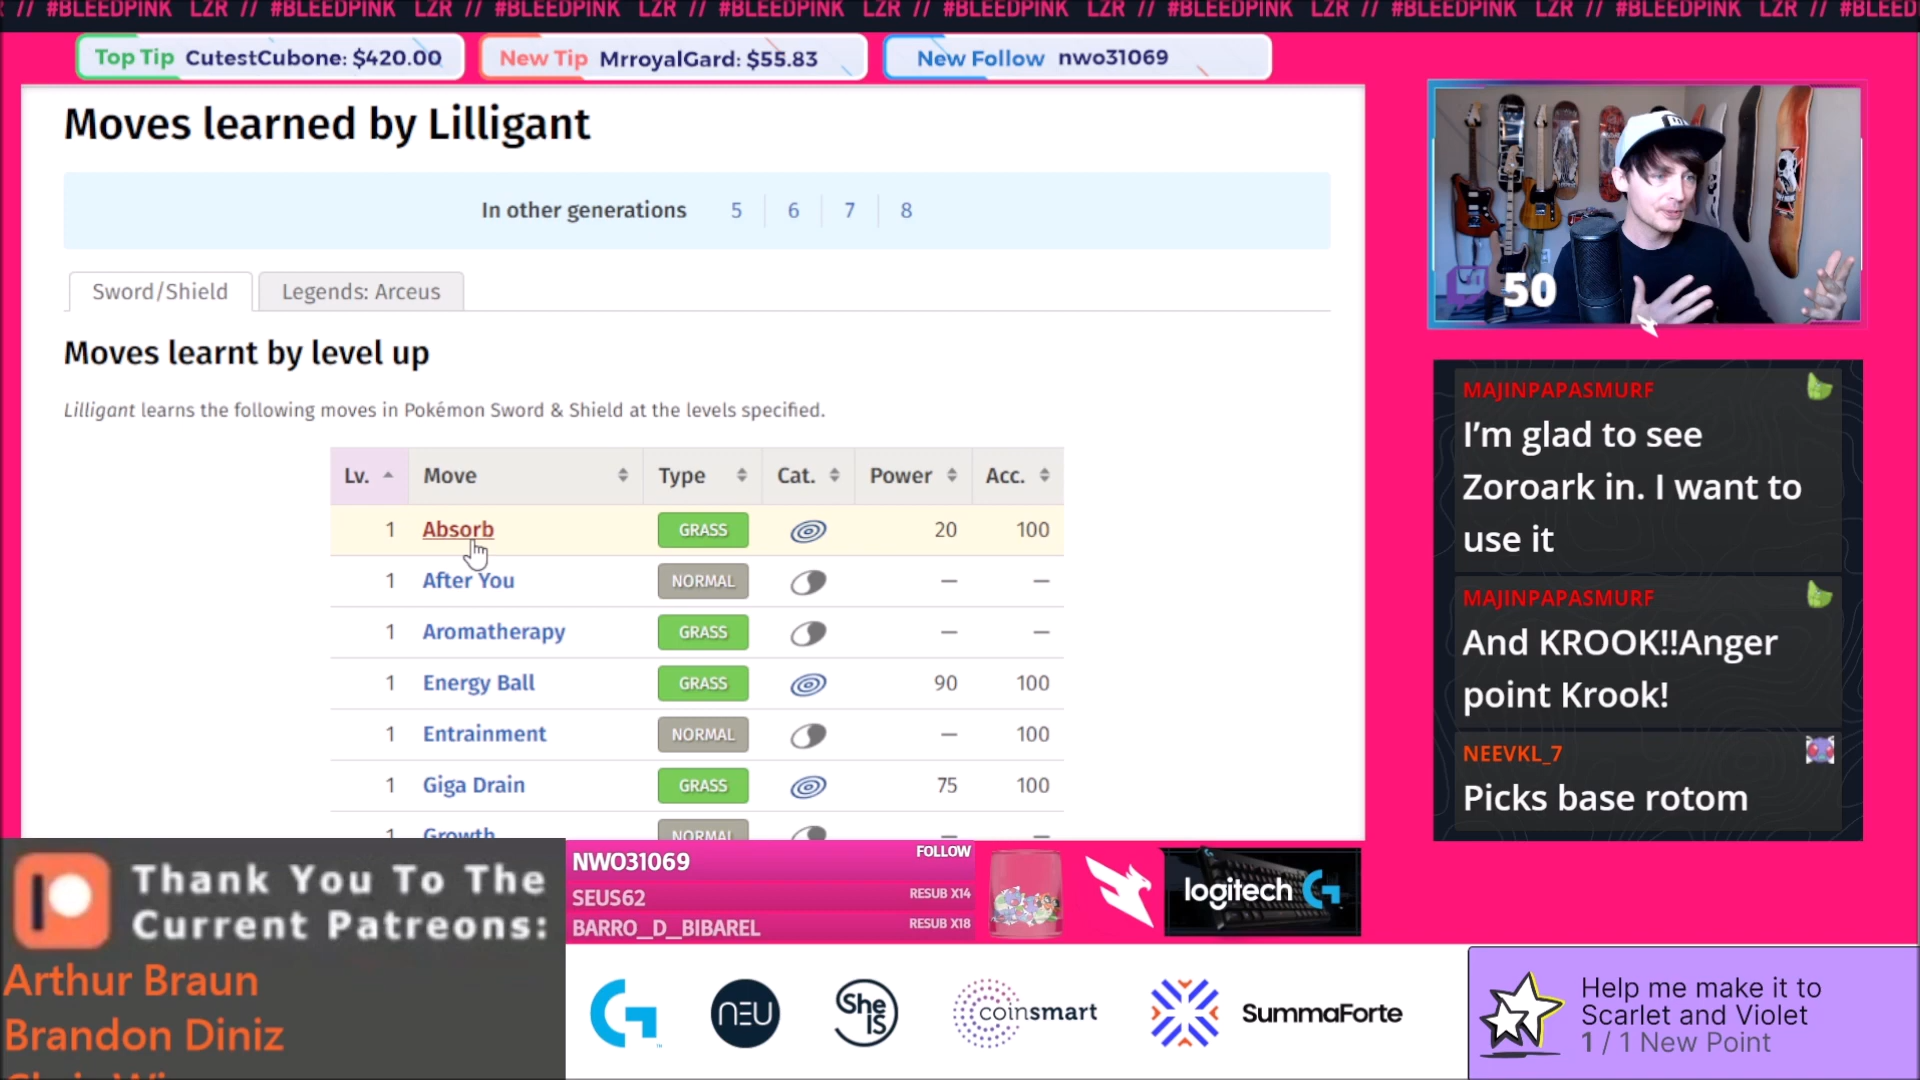 // #BLEEDPINK LZR // #BLEEDPINK LZR // #BLEEDPINK LZR // #BLEEDPINK LZR // #BLEEDPINK LZR // #BLEEDPINK LZR // #BLEEDPINK LZR // #BLEEDPINK LZR // #BLEED
Top Tip CutestCubone: $420.00
New Tip MrroyalGard: $55.83
New Follow nwo31069
Moves learned by Lilligant
In other generations 5 6 7 8
Sword/Shield Legends: Arceus
Moves learnt by level up
Lilligant learns the following moves in Pokémon Sword & Shield at the levels specified.
Lv. Move Type Cat. Power Acc.
1 Absorb GRASS 20 100
1 After You NORMAL — —
1 Aromatherapy GRASS — —
1 Energy Ball GRASS 90 100
1 Entrainment NORMAL — 100
1 Giga Drain GRASS 75 100
1 Growth NORMAL — —
50
MAJINPAPASMURF
I'm glad to see
Zoroark in. I want to
use it
MAJINPAPASMURF
And KROOK!!Anger
point Krook!
NEEVKL_7
Picks base rotom
Thank You To The
Current Patreons:
Arthur Braun
Brandon Diniz
NWO31069 FOLLOW
SEUS62 RESUB X14
BARRO_D_BIBAREL RESUB X18
logitech G
G
NEU
She
IS
coinsmart
SummaForte
Help me make it to
Scarlet and Violet
1 / 1 New Point